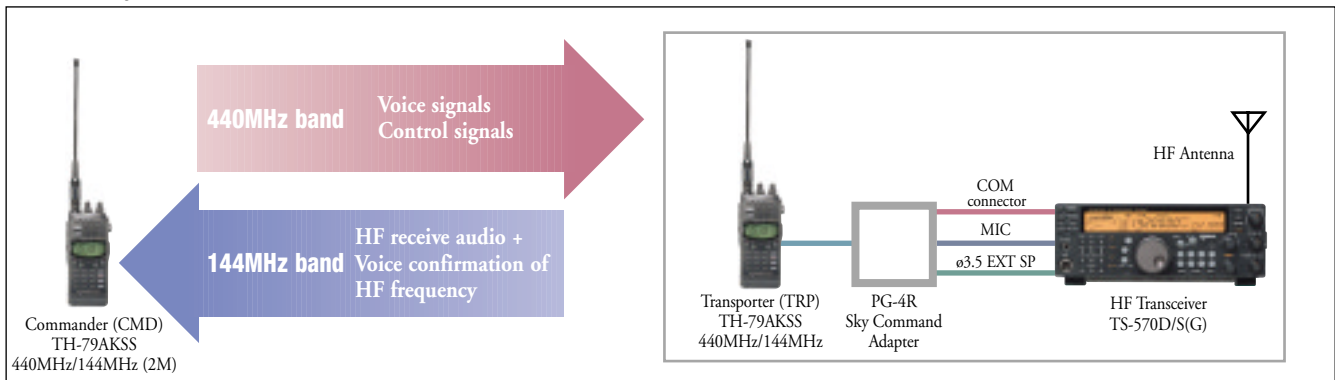 440MHz band
Voice signals
Control signals
144MHz band
HF receive audio +
Voice confirmation of
HF frequency
Commander (CMD)
TH-79AKSS
440MHz/144MHz (2M)
Transporter (TRP)
TH-79AKSS
440MHz/144MHz
PG-4R
Sky Command
Adapter
COM
connector
MIC
ø3.5 EXT SP
HF Antenna
HF Transceiver
TS-570D/S(G)